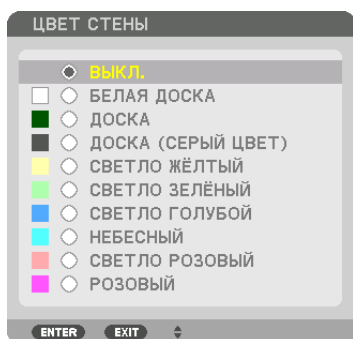 ЦВЕТ СТЕНЫ
ВЫКЛ.
БЕЛАЯ ДОСКА
ДОСКА
ДОСКА (СЕРЫЙ ЦВЕТ)
СВЕТЛО ЖЁЛТЫЙ
СВЕТЛО ЗЕЛЁНЫЙ
СВЕТЛО ГОЛУБОЙ
НЕБЕСНЫЙ
СВЕТЛО РОЗОВЫЙ
РОЗОВЫЙ
ENTER EXIT